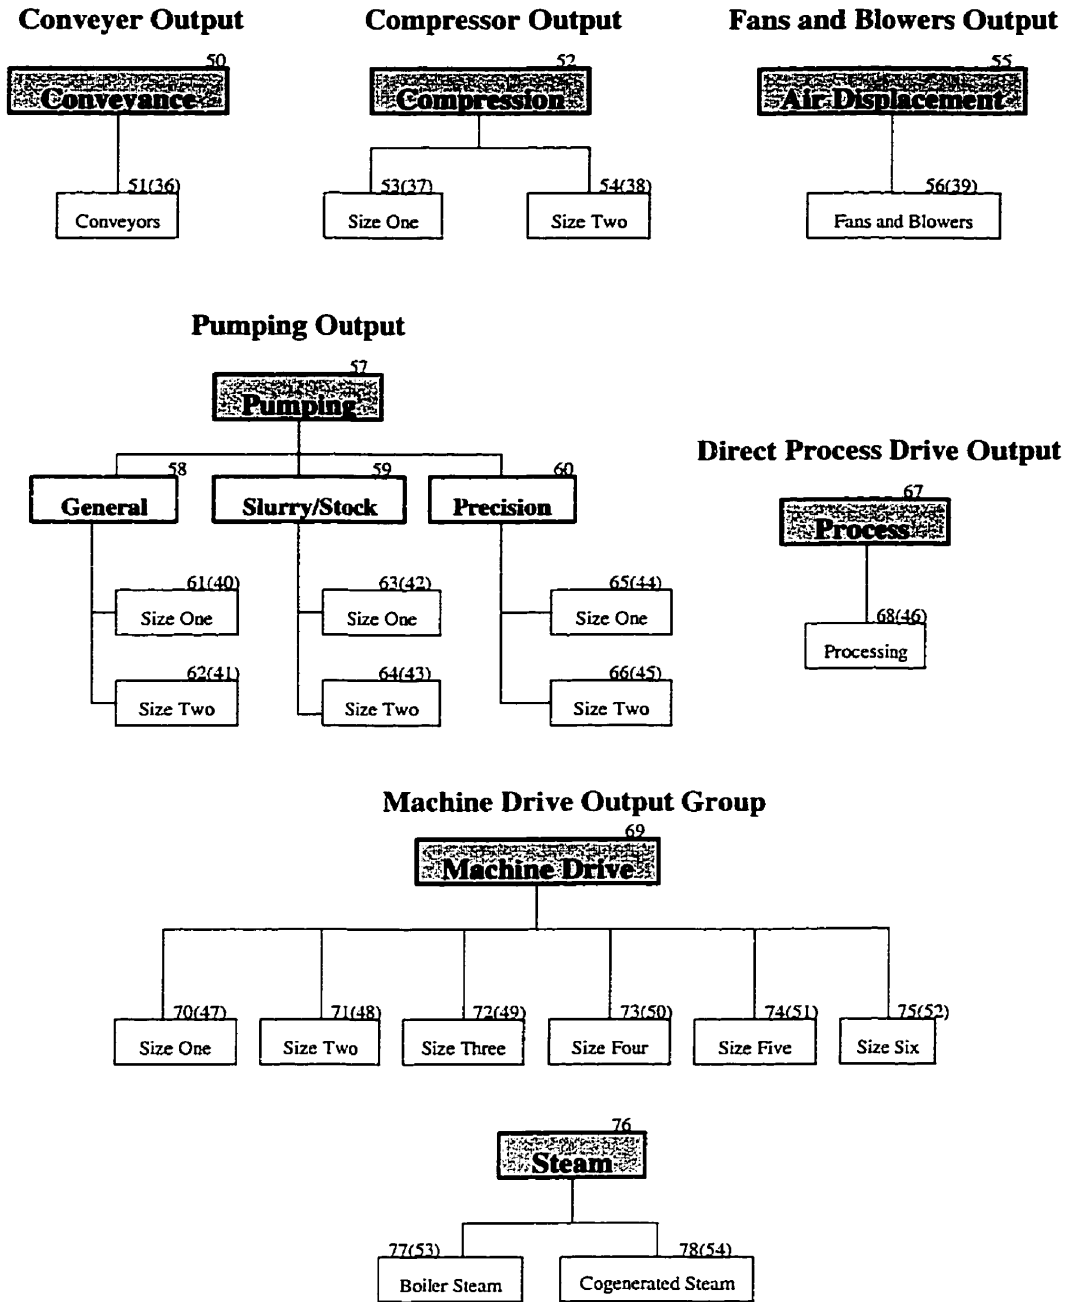 Conveyer Output
50
Conveyance
51(36)
Conveyors
Compressor Output
52
Compression
53(37)
Size One
54(38)
Size Two
Fans and Blowers Output
55
Air Displacement
56(39)
Fans and Blowers
Pumping Output
57
Pumping
58
General
59
Slurry/Stock
60
Precision
61(40)
Size One
62(41)
Size Two
63(42)
Size One
64(43)
Size Two
65(44)
Size One
66(45)
Size Two
Direct Process Drive Output
67
Process
68(46)
Processing
Machine Drive Output Group
69
Machine Drive
70(47)
Size One
71(48)
Size Two
72(49)
Size Three
73(50)
Size Four
74(51)
Size Five
75(52)
Size Six
76
Steam
77(53)
Boiler Steam
78(54)
Cogenerated Steam